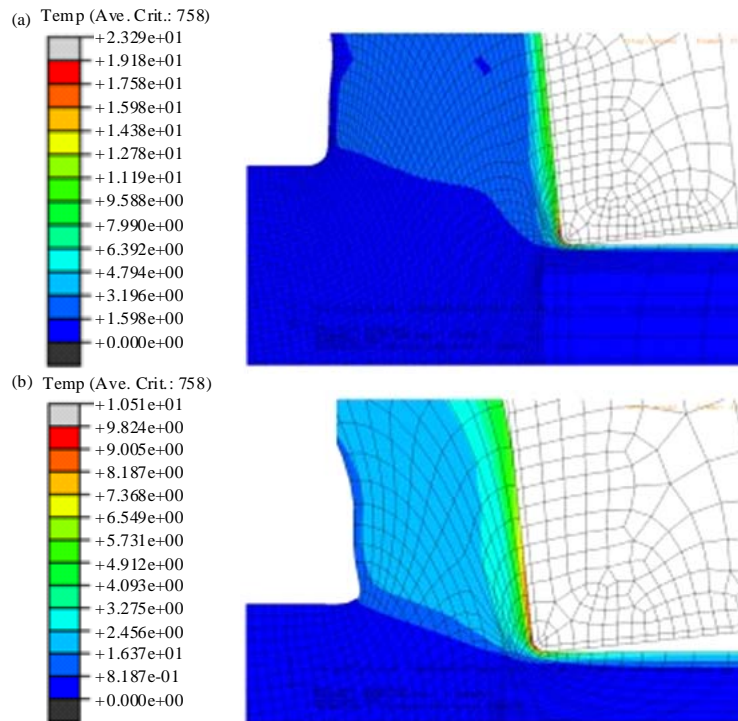 (a) Temp (Ave. Crit.: 758)
+2.329e+01
+1.918e+01
+1.758e+01
+1.598e+01
+1.438e+01
+1.278e+01
+1.119e+01
+9.588e+00
+7.990e+00
+6.392e+00
+4.794e+00
+3.196e+00
+1.598e+00
+0.000e+00
(b) Temp (Ave. Crit.: 758)
+1.051e+01
+9.824e+00
+9.005e+00
+8.187e+00
+7.368e+00
+6.549e+00
+5.731e+00
+4.912e+00
+4.093e+00
+3.275e+00
+2.456e+00
+1.637e+01
+8.187e-01
+0.000e+00